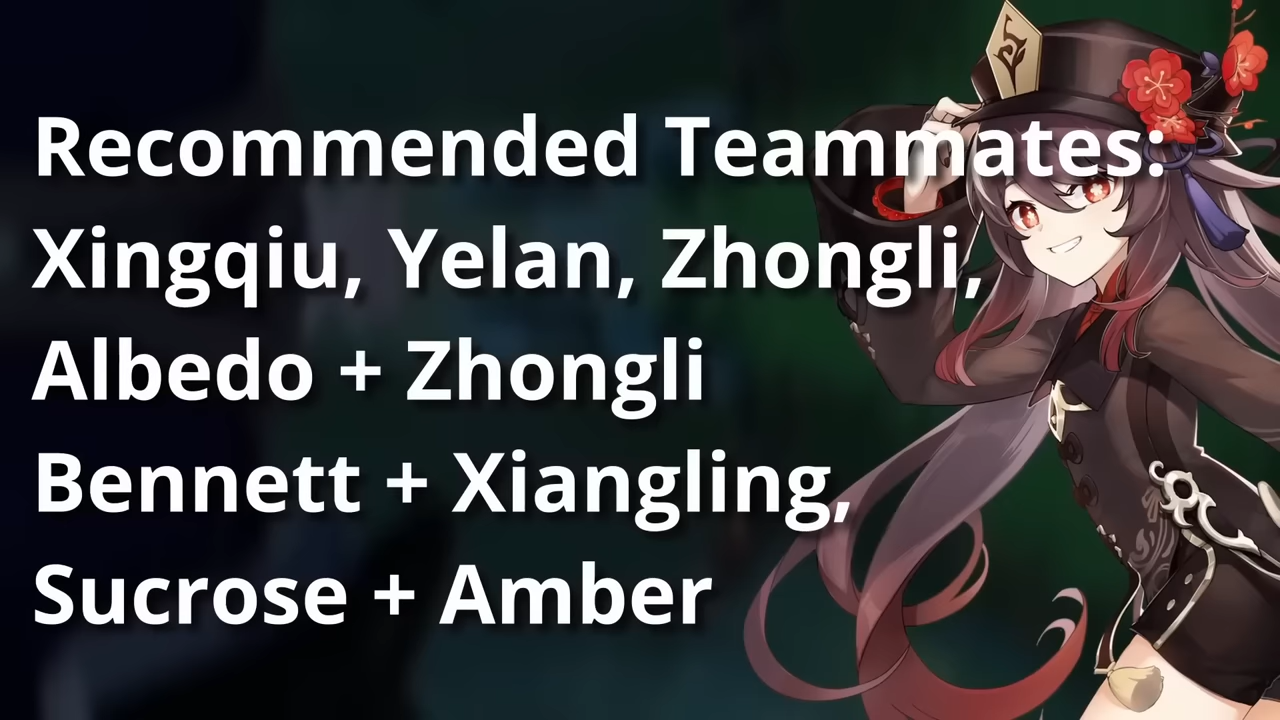 Recommended Teammates:
Xingqiu, Yelan, Zhongli,
Albedo + Zhongli
Bennett + Xiangling,
Sucrose + Amber